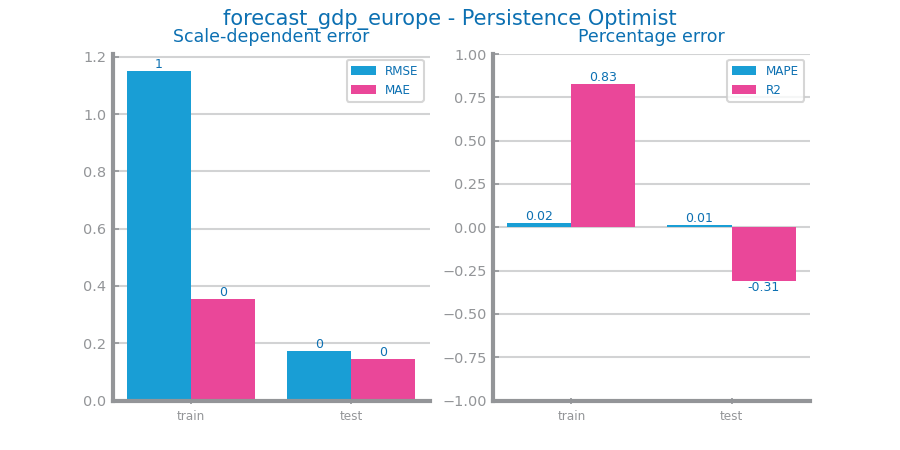 forecast_gdp_europe - Persistence Optimist
Scale-dependent error
1.2
1.0
0.8
0.6
0.4
0.2
0.0
1
0
0
0
RMSE
MAE
train
test
Percentage error
1.00
0.75
0.50
0.25
0.00
−0.25
−0.50
−0.75
−1.00
0.02
0.83
0.01
-0.31
MAPE
R2
train
test